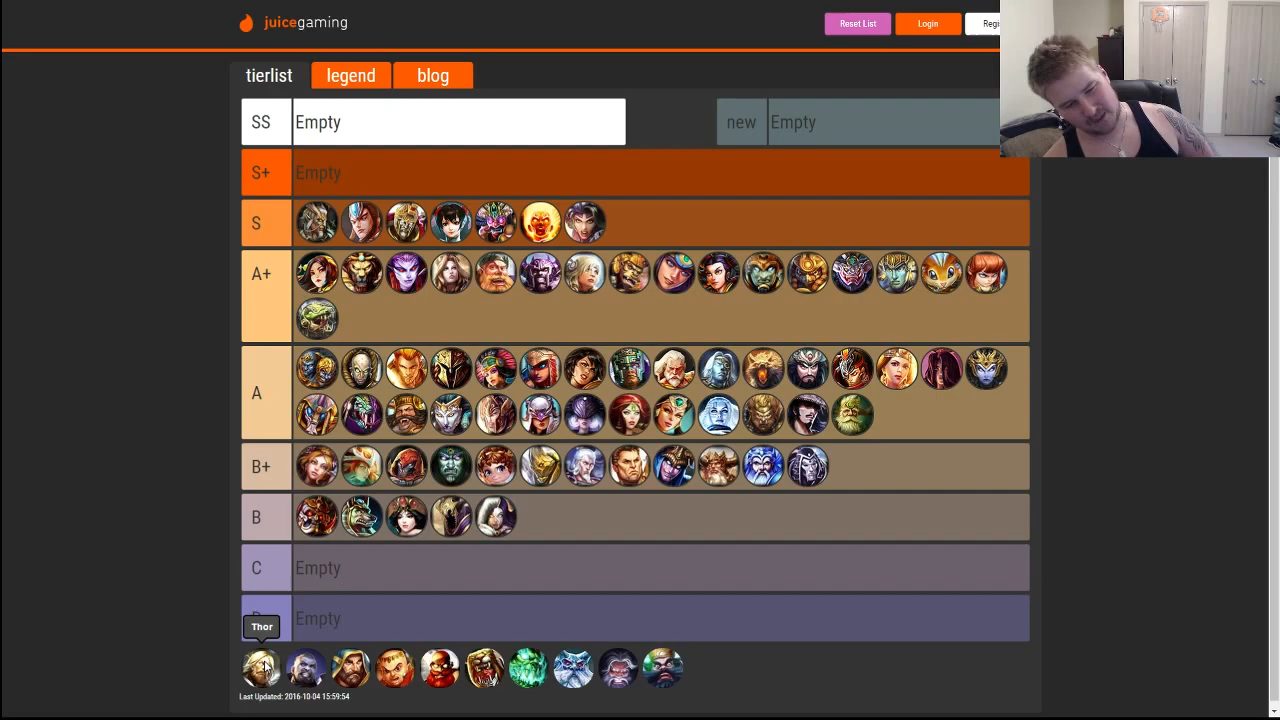 juicegaming
Reset List
Login
tierlist
legend
blog
SS
Empty
new
Empty
S+
Empty
S
A+
A
B+
B
C
Empty
Empty
Thor
Last Updated: 2016-10-04 15:59:54